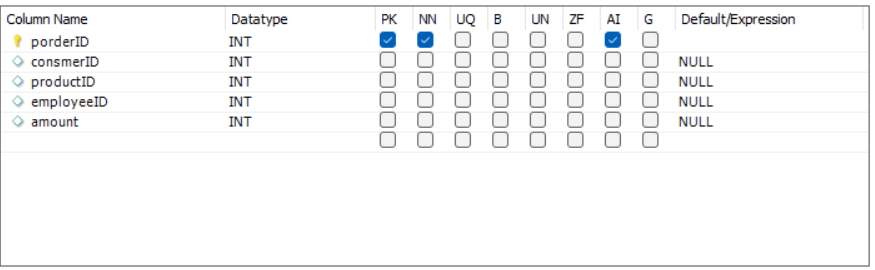 Column Name Datatype PK NN UQ B UN ZF AI G Default/Expression
porderID INT
consmerID INT NULL
productID INT NULL
employeeID INT NULL
amount INT NULL